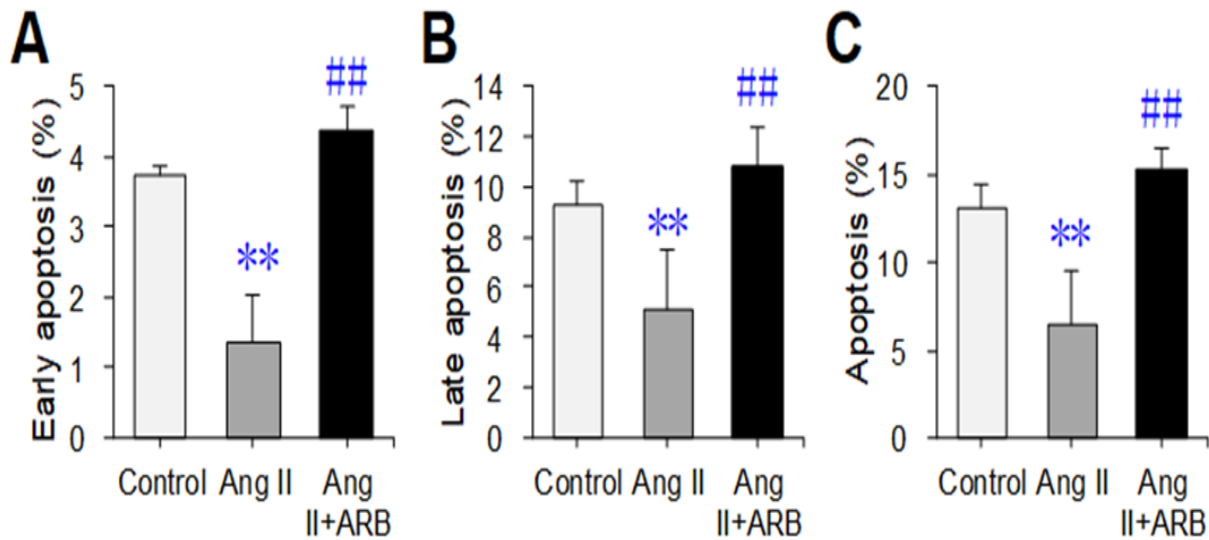 A
Early apoptosis (%)
5
4
3
2
1
0
**
##
Control Ang II Ang
II+ARB
B
Late apoptosis (%)
14
12
10
8
6
4
2
0
**
##
Control Ang II Ang
II+ARB
C
Apoptosis (%)
20
15
10
5
0
**
##
Control Ang II Ang
II+ARB